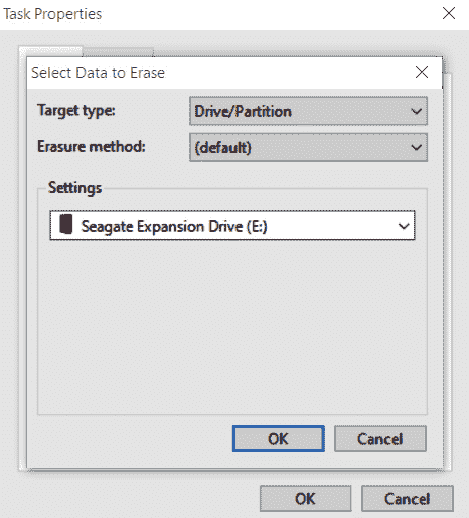 Task Properties
Select Data to Erase
Target type: Drive/Partition
Erasure method: (default)
Settings
Seagate Expansion Drive (E:)
OK Cancel
OK Cancel